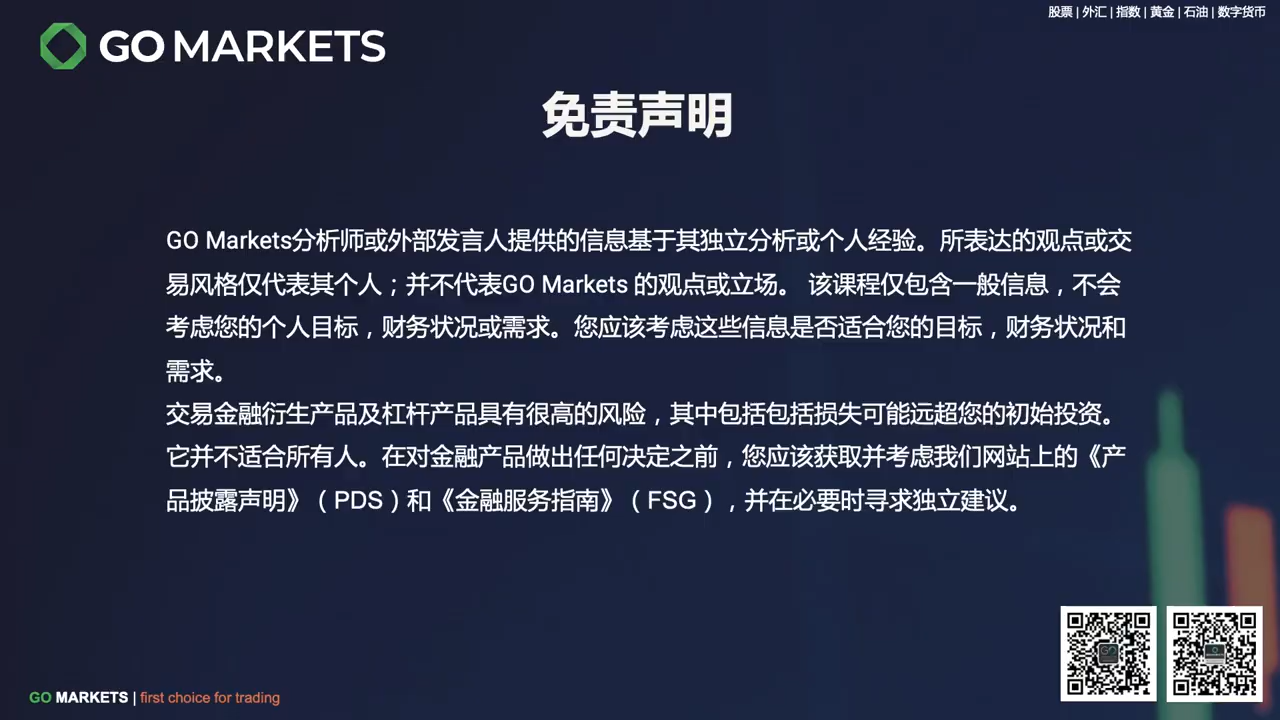 股票 | 外汇 | 指数 | 黄金 | 石油 | 数字货币
GO MARKETS
免责声明
GO Markets分析师或外部发言人提供的信息基于其独立分析或个人经验。所表达的观点或交
易风格仅代表其个人；并不代表GO Markets 的观点或立场。 该课程仅包含一般信息，不会
考虑您的个人目标，财务状况或需求。您应该考虑这些信息是否适合您的目标，财务状况和
需求。
交易金融衍生产品及杠杆产品具有很高的风险，其中包括包括损失可能远超您的初始投资。
它并不适合所有人。在对金融产品做出任何决定之前，您应该获取并考虑我们网站上的《产
品披露声明》（PDS）和《金融服务指南》（FSG），并在必要时寻求独立建议。
GO MARKETS | first choice for trading